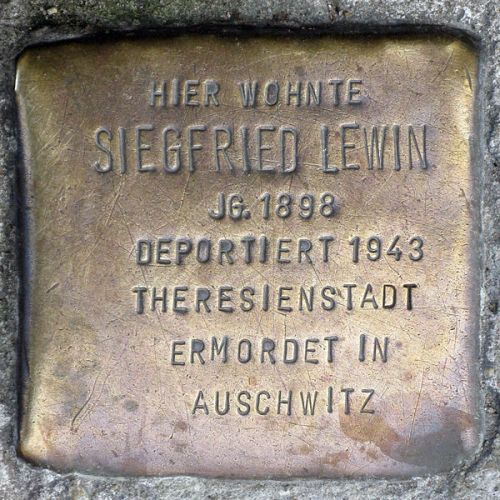 HIER WOHNTE
SIEGFRIED LEWIN
JG. 1898
DEPORTIERT 1943
THERESIENSTADT
ERMORDET IN
AUSCHWITZ